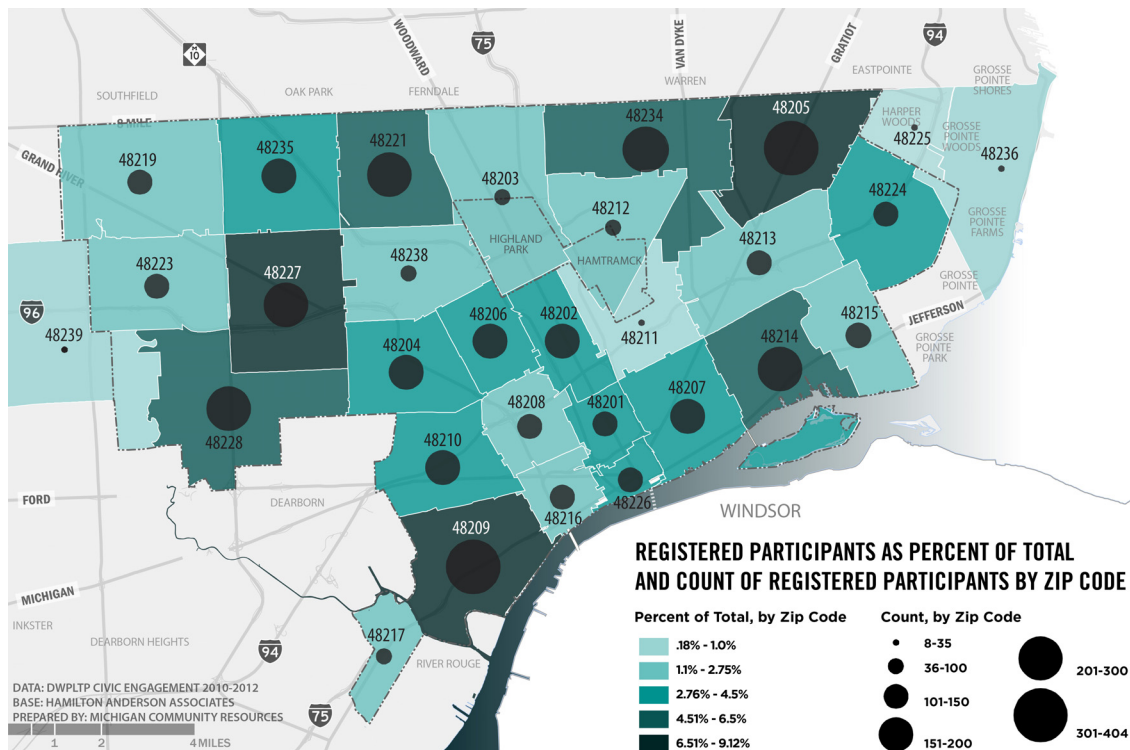 M
10
WOODWARD
75
VAN DYKE
GRATIOT
94
SOUTHFIELD
OAK PARK
FERNDALE
WARREN
EASTPOINTE
GROSSE
POINTE
SHORES
8 MILE
GRAND RIVER
48219
48235
48221
48203
48234
48205
HARPER
WOODS
48225
GROSSE
POINTE
WOODS
48236
48224
GROSSE
POINTE
FARMS
48212
HIGHLAND
PARK
HAMTRAMCK
48213
48223
48227
48238
GROSSE
POINTE
96
48239
48206
48202
48211
48215
JEFFERSON
48204
48214
GROSSE
POINTE
PARK
48228
48208
48201
48207
48210
FORD
DEARBORN
48216
48226
WINDSOR
48209
MICHIGAN
INKSTER
DEARBORN HEIGHTS
94
48217
RIVER ROUGE
75
DATA: DWPLTP CIVIC ENGAGEMENT 2010-2012
BASE: HAMILTON ANDERSON ASSOCIATES
PREPARED BY: MICHIGAN COMMUNITY RESOURCES
1
2
4 MILES
REGISTERED PARTICIPANTS AS PERCENT OF TOTAL
AND COUNT OF REGISTERED PARTICIPANTS BY ZIP CODE
Percent of Total, by Zip Code
.18% - 1.0%
1.1% - 2.75%
2.76% - 4.5%
4.51% - 6.5%
6.51% - 9.12%
Count, by Zip Code
8-35
36-100
101-150
151-200
201-300
301-404